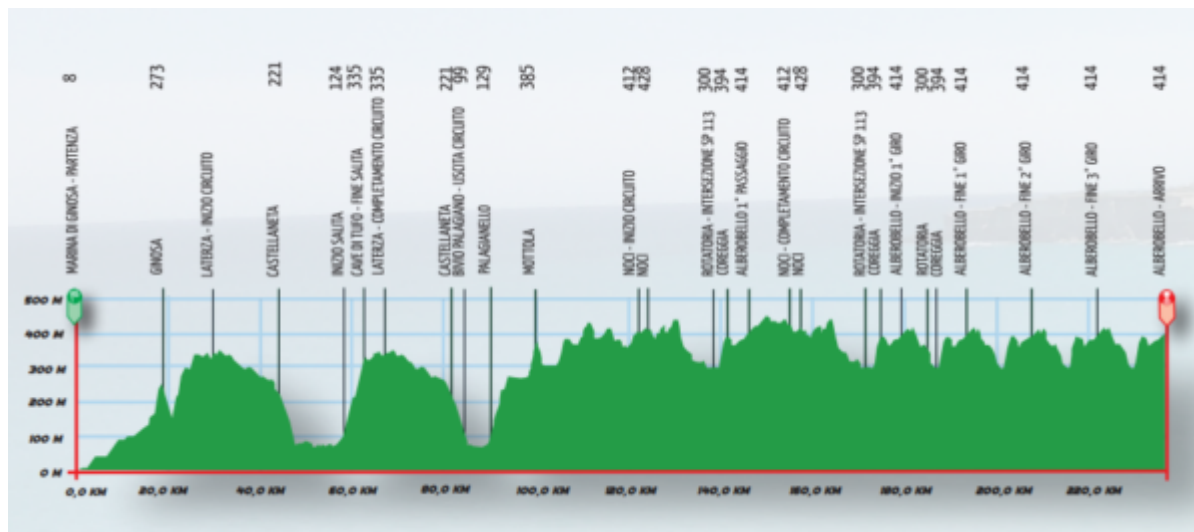 MARINA DI GINOSA - PARTENZA 8
GINOSA 273
LATERZA - INIZIO CIRCUITO
CASTELLANETA 221
INIZIO SALITA 124
CAVE DI TUFO - FINE SALITA 335
LATERZA - COMPLETAMENTO CIRCUITO 335
CASTELLANETA 221
BIVIO PALAGIANO - USCITA CIRCUITO 99
PALAGIANELLO 129
MOTTOLA 385
NOCI - INIZIO CIRCUITO 412
NOCI 428
ROTATORIA - INTERSEZIONE SP 113 300
COREGGIA 394
ALBEROBELLO 1° PASSAGGIO 414
NOCI - COMPLETAMENTO CIRCUITO 412
NOCI 428
ROTATORIA - INTERSEZIONE SP 113 300
COREGGIA 394
ALBEROBELLO - INIZIO 1° GIRO 414
ROTATORIA 300
COREGGIA 394
ALBEROBELLO - FINE 1° GIRO 414
ALBEROBELLO - FINE 2° GIRO 414
ALBEROBELLO - FINE 3° GIRO 414
ALBEROBELLO - ARRIVO 414
500 M
400 M
300 M
200 M
100 M
0 M
0,0 KM 20,0 KM 40,0 KM 60,0 KM 80,0 KM 100,0 KM 120,0 KM 140,0 KM 160,0 KM 180,0 KM 200,0 KM 220,0 KM